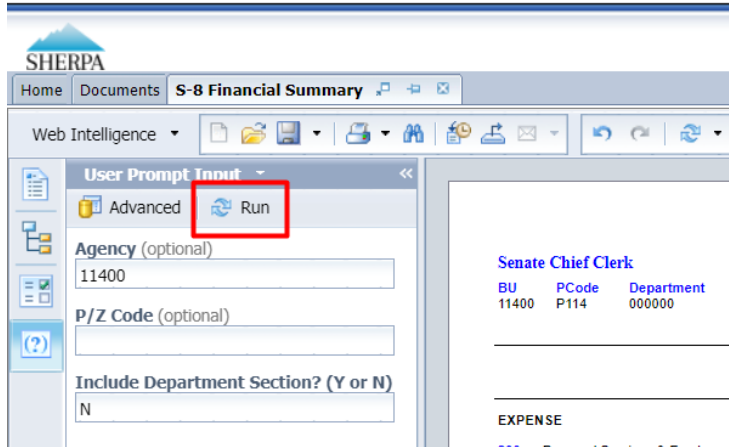 SHERPA
Home Documents S-8 Financial Summary
Web Intelligence
User Prompt Input
Advanced Run
Agency (optional)
11400
P/Z Code (optional)
Include Department Section? (Y or N)
N
Senate Chief Clerk
BU PCode Department
11400 P114 000000
EXPENSE